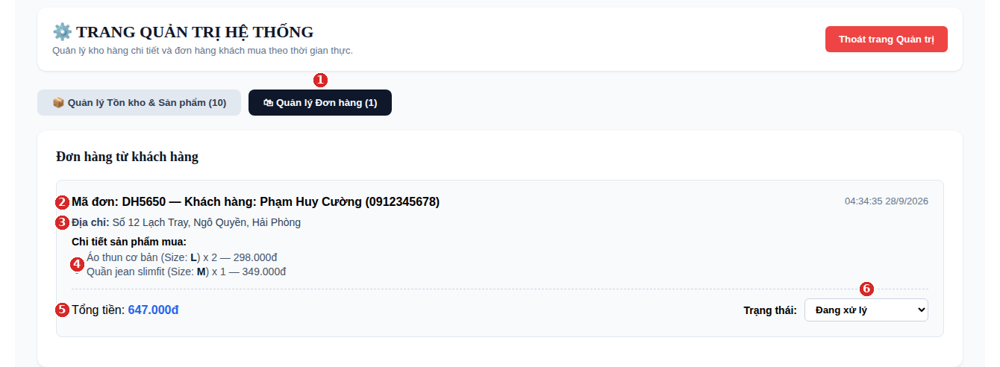 ⚙️ TRANG QUẢN TRỊ HỆ THỐNG
Quản lý kho hàng chi tiết và đơn hàng khách mua theo thời gian thực.
Thoát trang Quản trị
1
📦 Quản lý Tồn kho & Sản phẩm (10)
🛍 Quản lý Đơn hàng (1)
Đơn hàng từ khách hàng
2 Mã đơn: DH5650 — Khách hàng: Phạm Huy Cường (0912345678)
04:34:35 28/9/2026
3 Địa chỉ: Số 12 Lạch Tray, Ngô Quyền, Hải Phòng
Chi tiết sản phẩm mua:
Áo thun cơ bản (Size: L) x 2 — 298.000đ
4
- Quần jean slimfit (Size: M) x 1 — 349.000đ
6
5 Tổng tiền: 647.000đ
Trạng thái: Đang xử lý